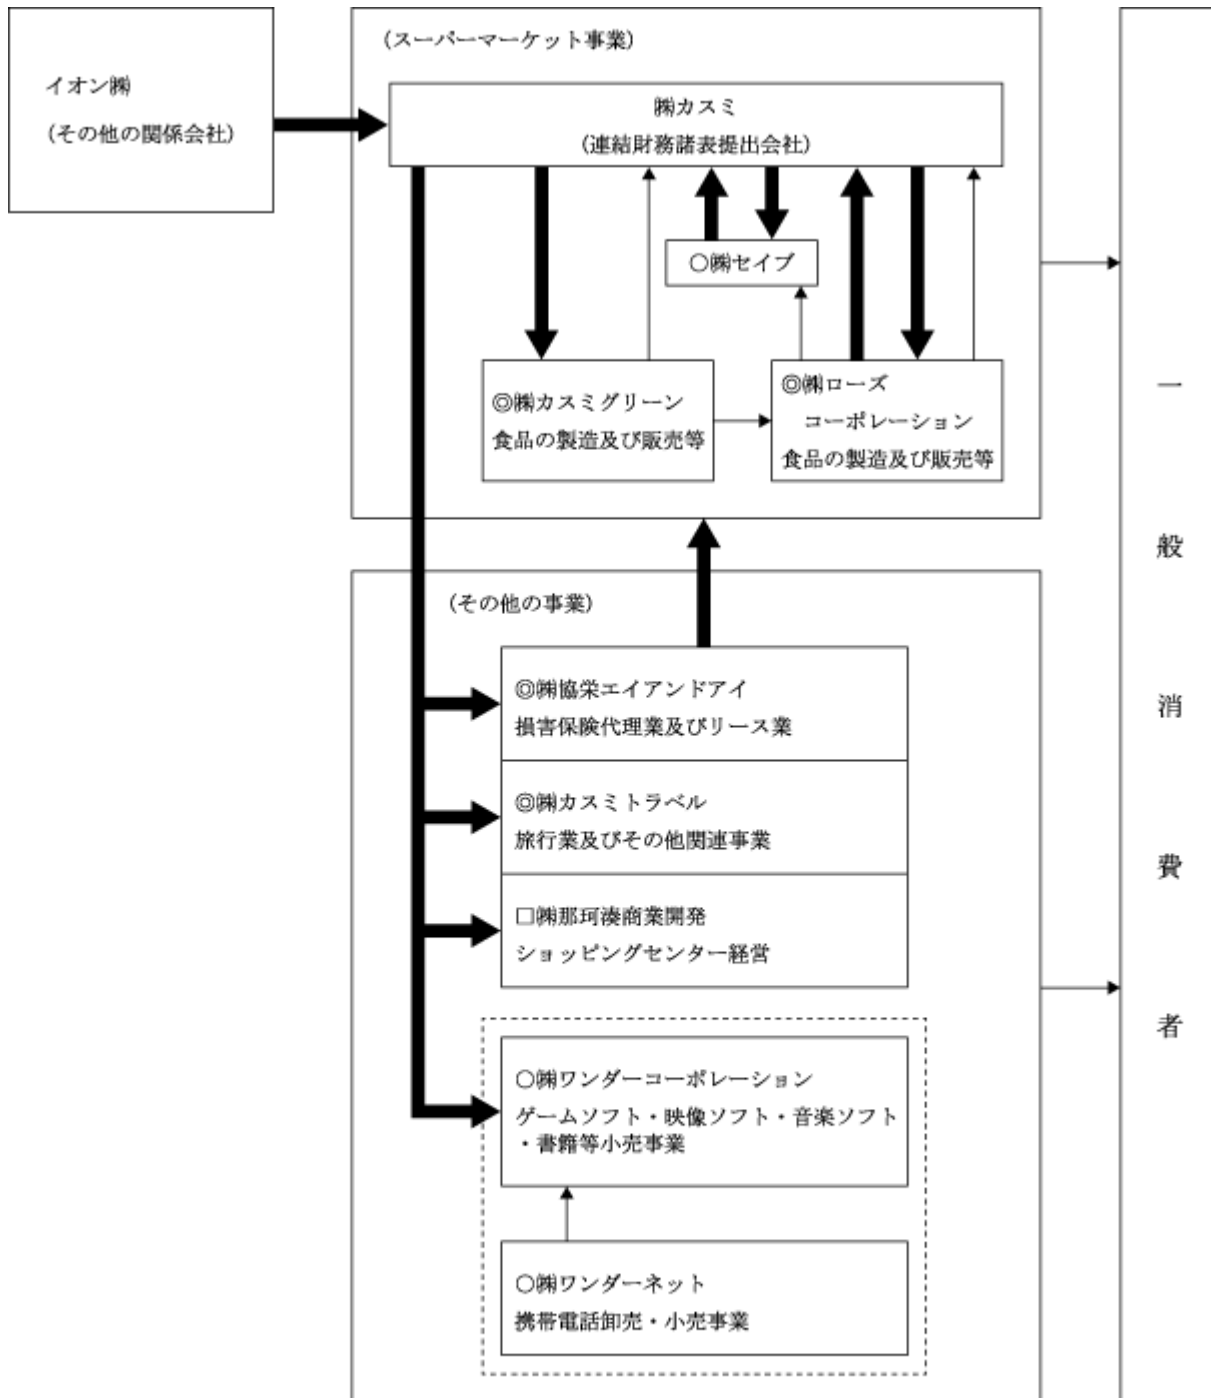 イオン㈱
(その他の関係会社)
(スーパーマーケット事業)
㈱カスミ
(連結財務諸表提出会社)
○㈱セイブ
◎㈱カスミグリーン
食品の製造及び販売等
◎㈱ローズ
コーポレーション
食品の製造及び販売等
(その他の事業)
◎㈱協栄エイアンドアイ
損害保険代理業及びリース業
◎㈱カスミトラベル
旅行業及びその他関連事業
□㈱那珂湊商業開発
ショッピングセンター経営
○㈱ワンダーコーポレーション
ゲームソフト・映像ソフト・音楽ソフト
・書籍等小売事業
○㈱ワンダーネット
携帯電話卸売・小売事業
一般消費者